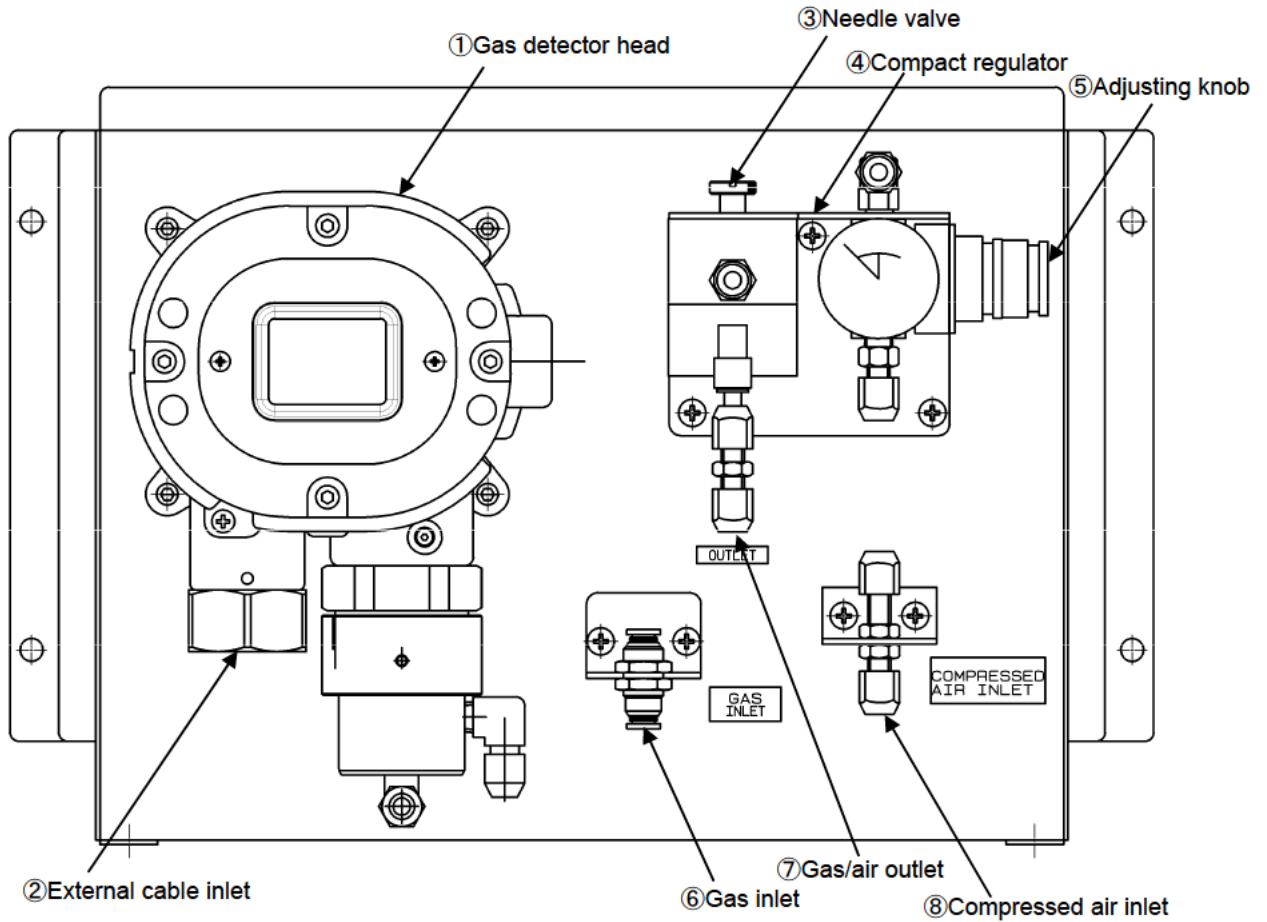 ③Needle valve
①Gas detector head
④Compact regulator
⑤Adjusting knob
OUTLET
GAS
INLET
COMPRESSED
AIR INLET
②External cable inlet
⑥Gas inlet
⑦Gas/air outlet
⑧Compressed air inlet